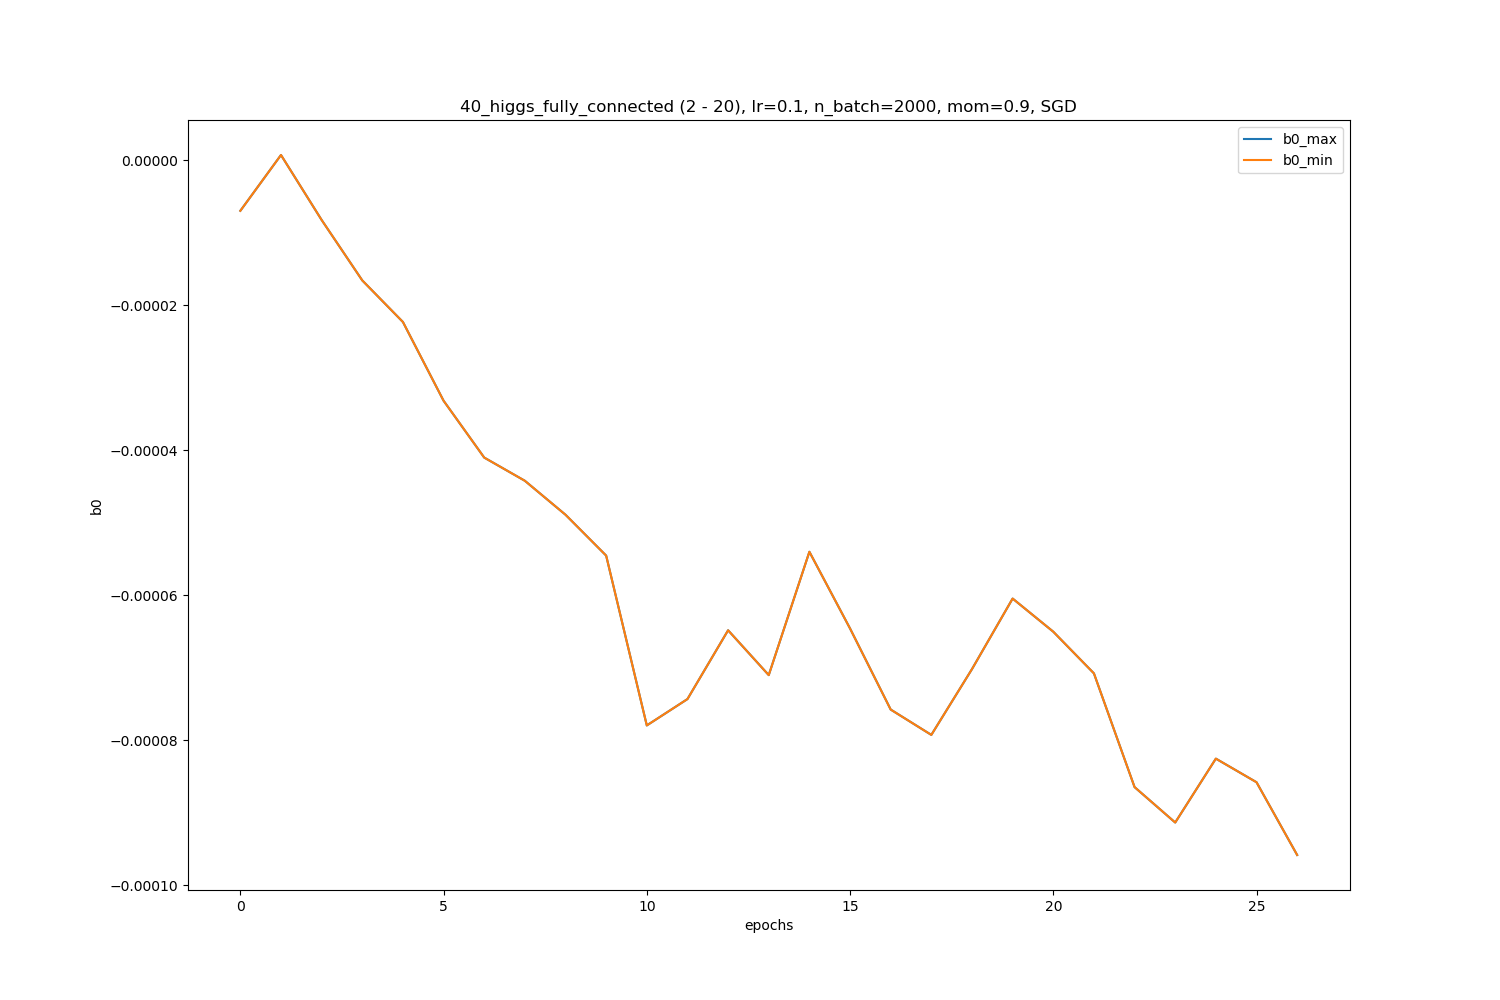 40_higgs_fully_connected (2 - 20), lr=0.1, n_batch=2000, mom=0.9, SGD
b0_max
b0_min
0.00000
−0.00002
−0.00004
−0.00006
−0.00008
−0.00010
b0
0 5 10 15 20 25
epochs